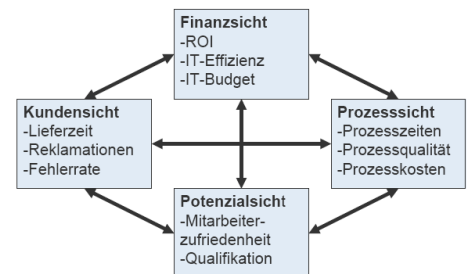 Finanzsicht
-ROI
-IT-Effizienz
-IT-Budget
Kundensicht
-Lieferzeit
-Reklamationen
-Fehlerrate
Prozesssicht
-Prozesszeiten
-Prozessqualität
-Prozesskosten
Potenzialsicht
-Mitarbeiter-
zufriedenheit
-Qualifikation